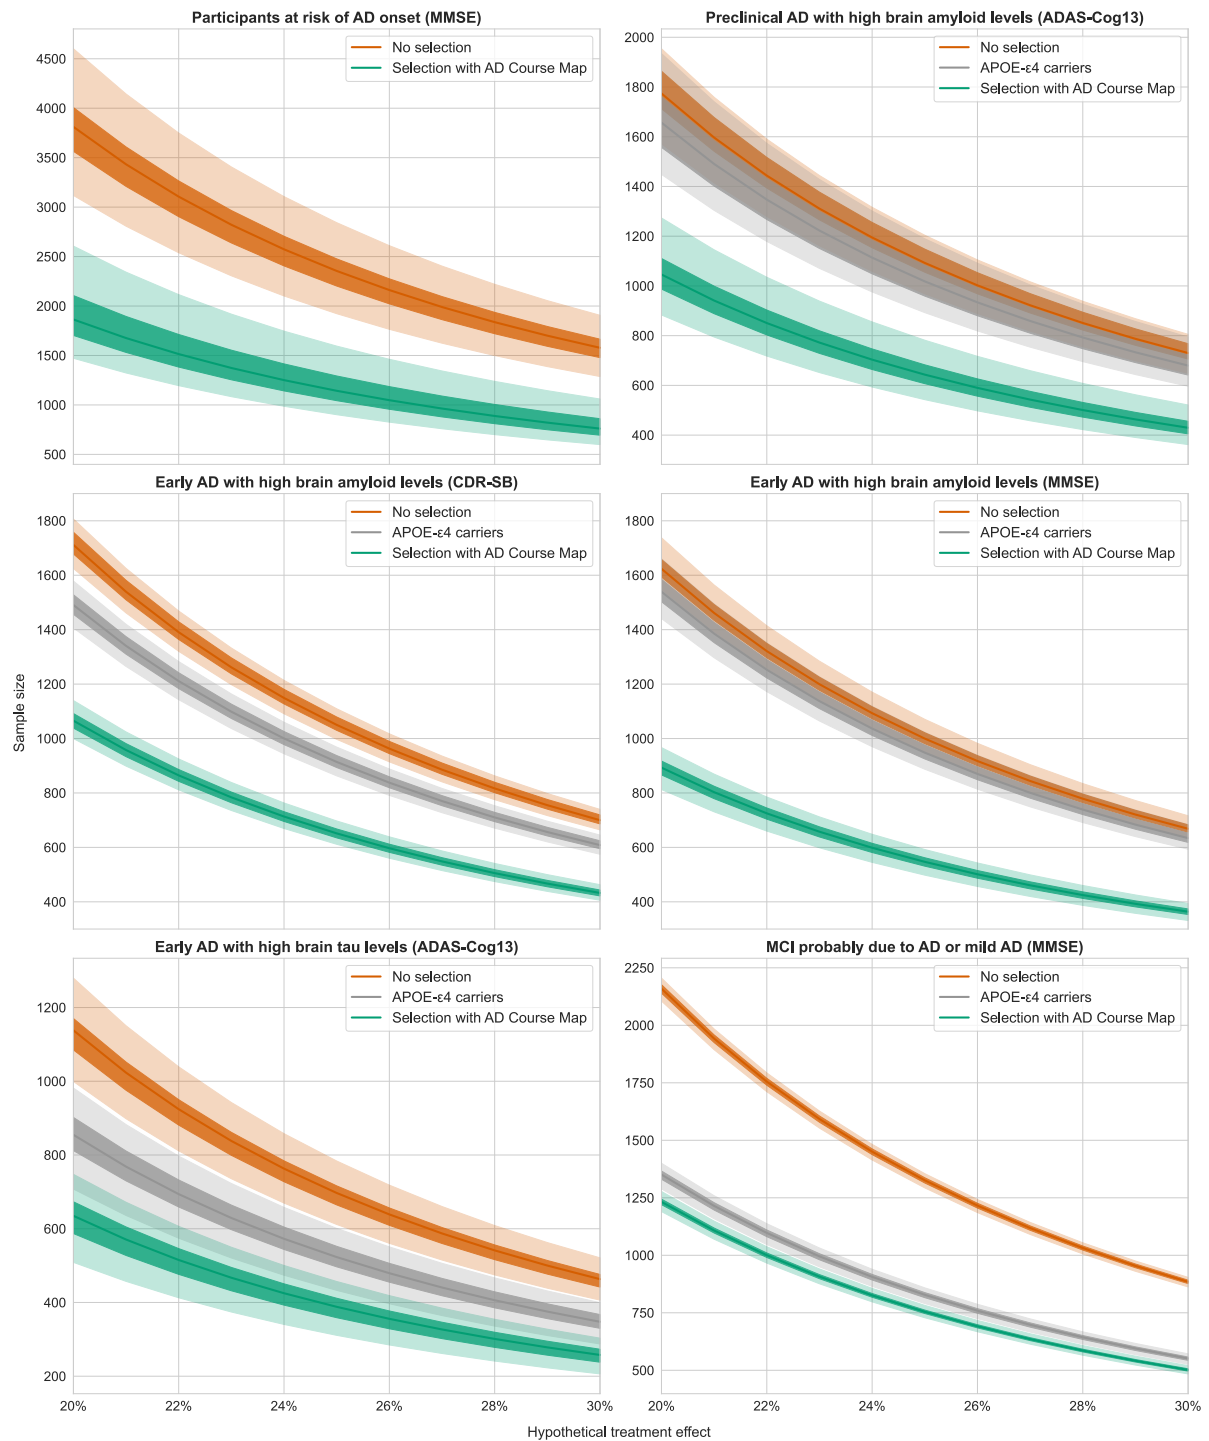 Participants at risk of AD onset (MMSE)
No selection
Selection with AD Course Map
4500
4000
3500
3000
2500
2000
1500
1000
500
Preclinical AD with high brain amyloid levels (ADAS-Cog13)
No selection
APOE-ε4 carriers
Selection with AD Course Map
2000
1800
1600
1400
1200
1000
800
600
400
Early AD with high brain amyloid levels (CDR-SB)
No selection
APOE-ε4 carriers
Selection with AD Course Map
1800
1600
1400
1200
1000
800
600
400
Sample size
Early AD with high brain amyloid levels (MMSE)
No selection
APOE-ε4 carriers
Selection with AD Course Map
1800
1600
1400
1200
1000
800
600
400
Early AD with high brain tau levels (ADAS-Cog13)
No selection
APOE-ε4 carriers
Selection with AD Course Map
1200
1000
800
600
400
200
20% 22% 24% 26% 28% 30%
MCI probably due to AD or mild AD (MMSE)
No selection
APOE-ε4 carriers
Selection with AD Course Map
2250
2000
1750
1500
1250
1000
750
500
20% 22% 24% 26% 28% 30%
Hypothetical treatment effect